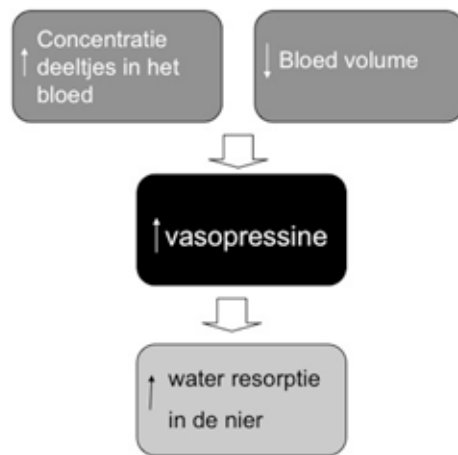 ↑ Concentratie
deeltjes in het
bloed
↓ Bloed volume
↑ vasopressine
↑ water resorptie
in de nier